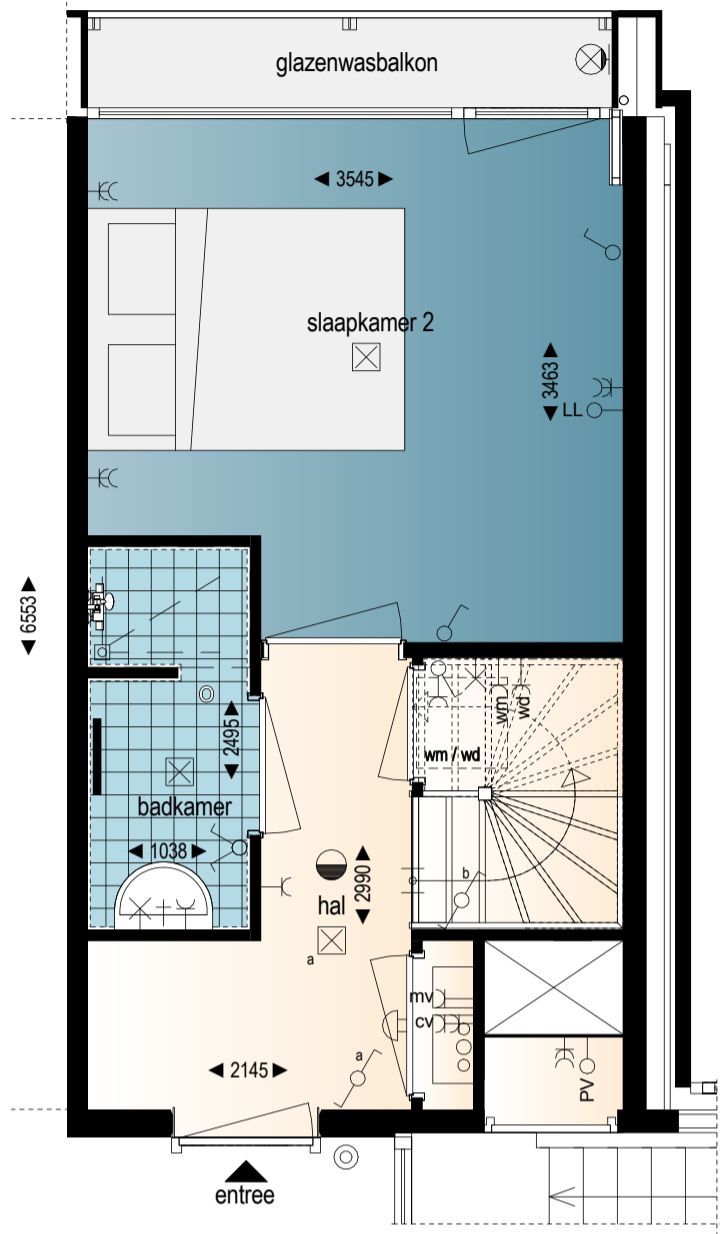 glazenwasbalkon
3545
slaapkamer 2
3463
LL
6553
wm
wd
wm / wd
2495
badkamer
1038
b
2990
hal
a
mv
cv
a
2145
PV
entree